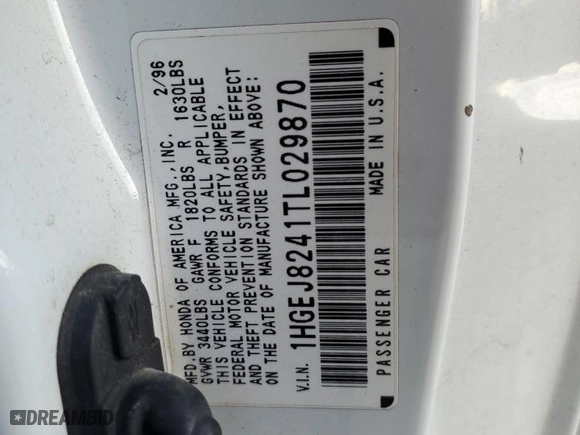 MFD.BY HONDA OF AMERICA MFG.,INC. 2/96
GVWR 3440LBS GAWR F 1820LBS R 1630LBS
THIS VEHICLE CONFORMS TO ALL APPLICABLE
FEDERAL MOTOR VEHICLE SAFETY,BUMPER,
AND THEFT PREVENTION STANDARDS IN EFFECT
ON THE DATE OF MANUFACTURE SHOWN ABOVE:
V.I.N. 1HGEJ8241TL029870
PASSENGER CAR MADE IN U.S.A.
DREAMBID